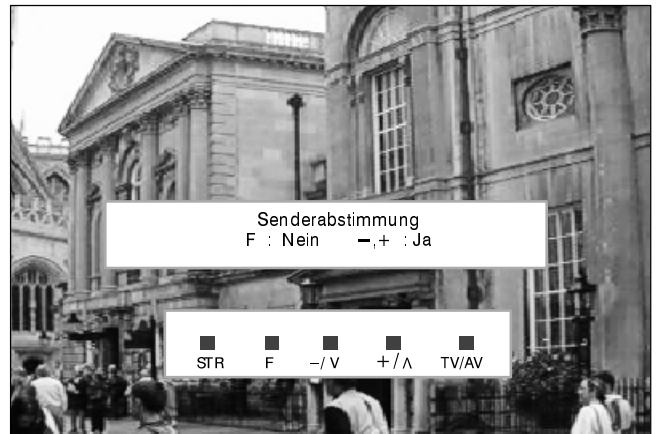 Senderabstimmung
F : Nein −,+ : Ja
STR F −/V +/Λ TV/AV